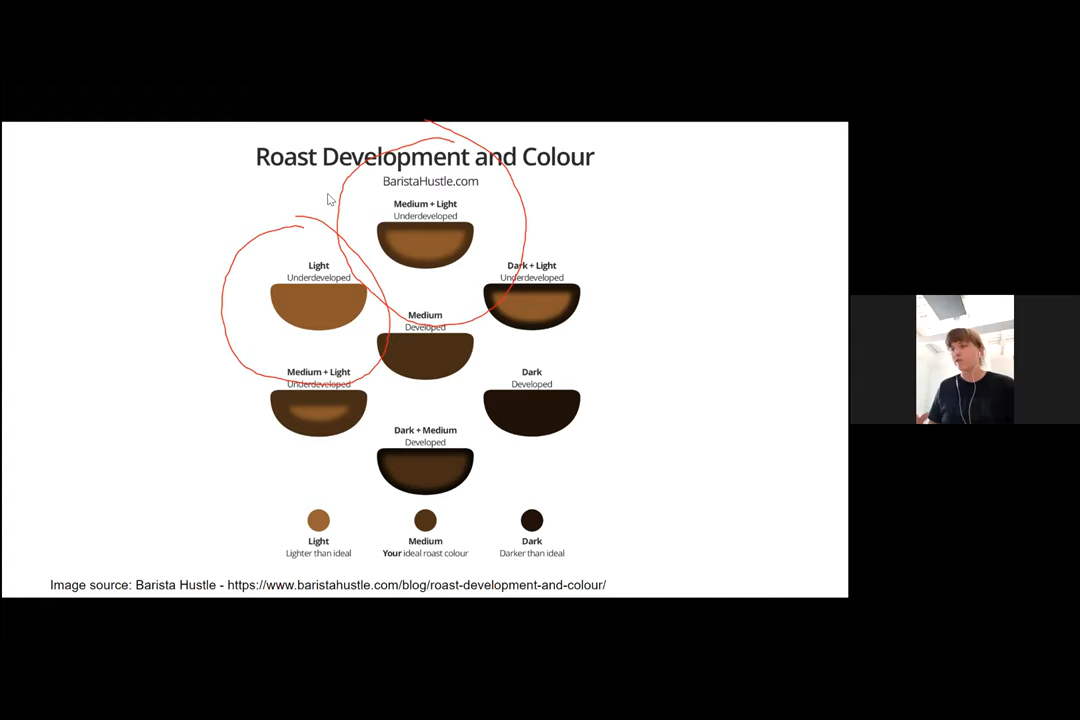 Roast Development and Colour
BaristaHustle.com
Medium + Light
Underdeveloped
Light
Underdeveloped
Dark + Light
Underdeveloped
Medium
Developed
Medium + Light
Underdeveloped
Dark
Developed
Dark + Medium
Developed
Light
Lighter than ideal
Medium
Your ideal roast colour
Dark
Darker than ideal
Image source: Barista Hustle - https://www.baristahustle.com/blog/roast-development-and-colour/